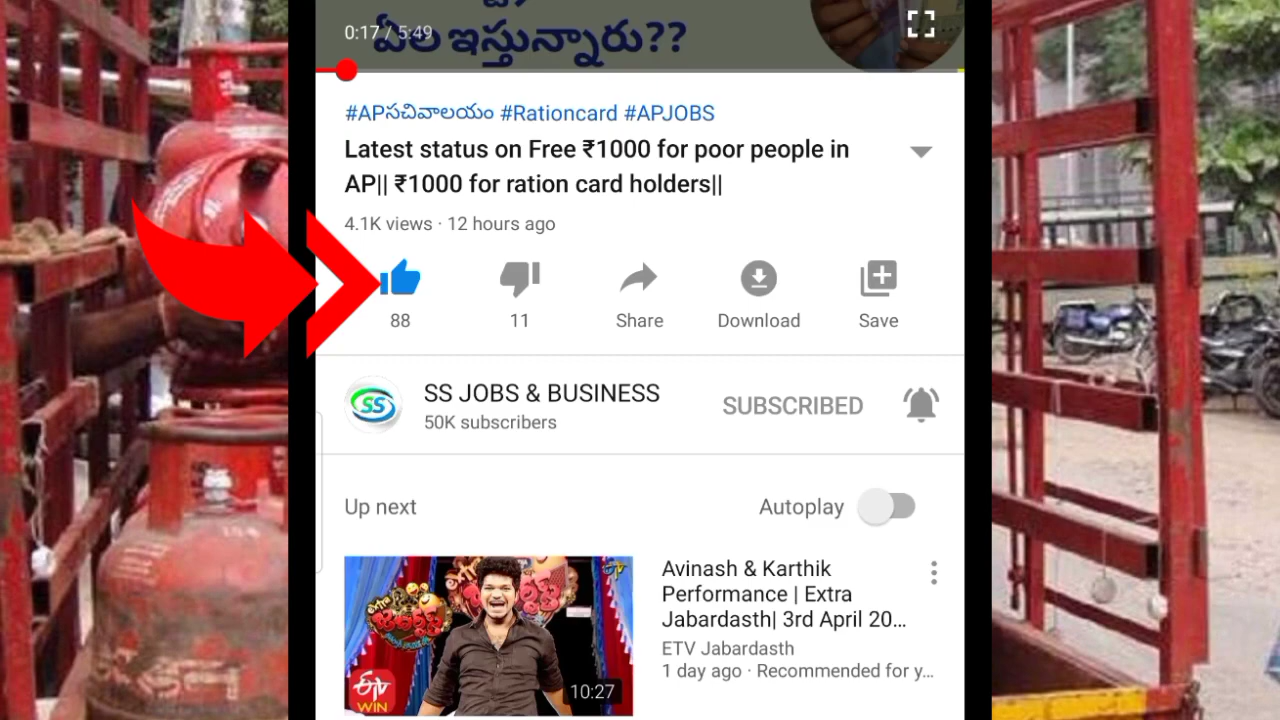 0:17 / 5:49
ఏలా ఇస్తున్నారు??
#APసచివాలయం #Rationcard #APJOBS
Latest status on Free ₹1000 for poor people in
AP|| ₹1000 for ration card holders||
4.1K views · 12 hours ago
88
11
Share
Download
Save
SS
SS JOBS & BUSINESS
50K subscribers
SUBSCRIBED
Up next
Autoplay
Avinash & Karthik
Performance | Extra
Jabardasth| 3rd April 20...
ETV Jabardasth
1 day ago · Recommended for y...
WIN
10:27